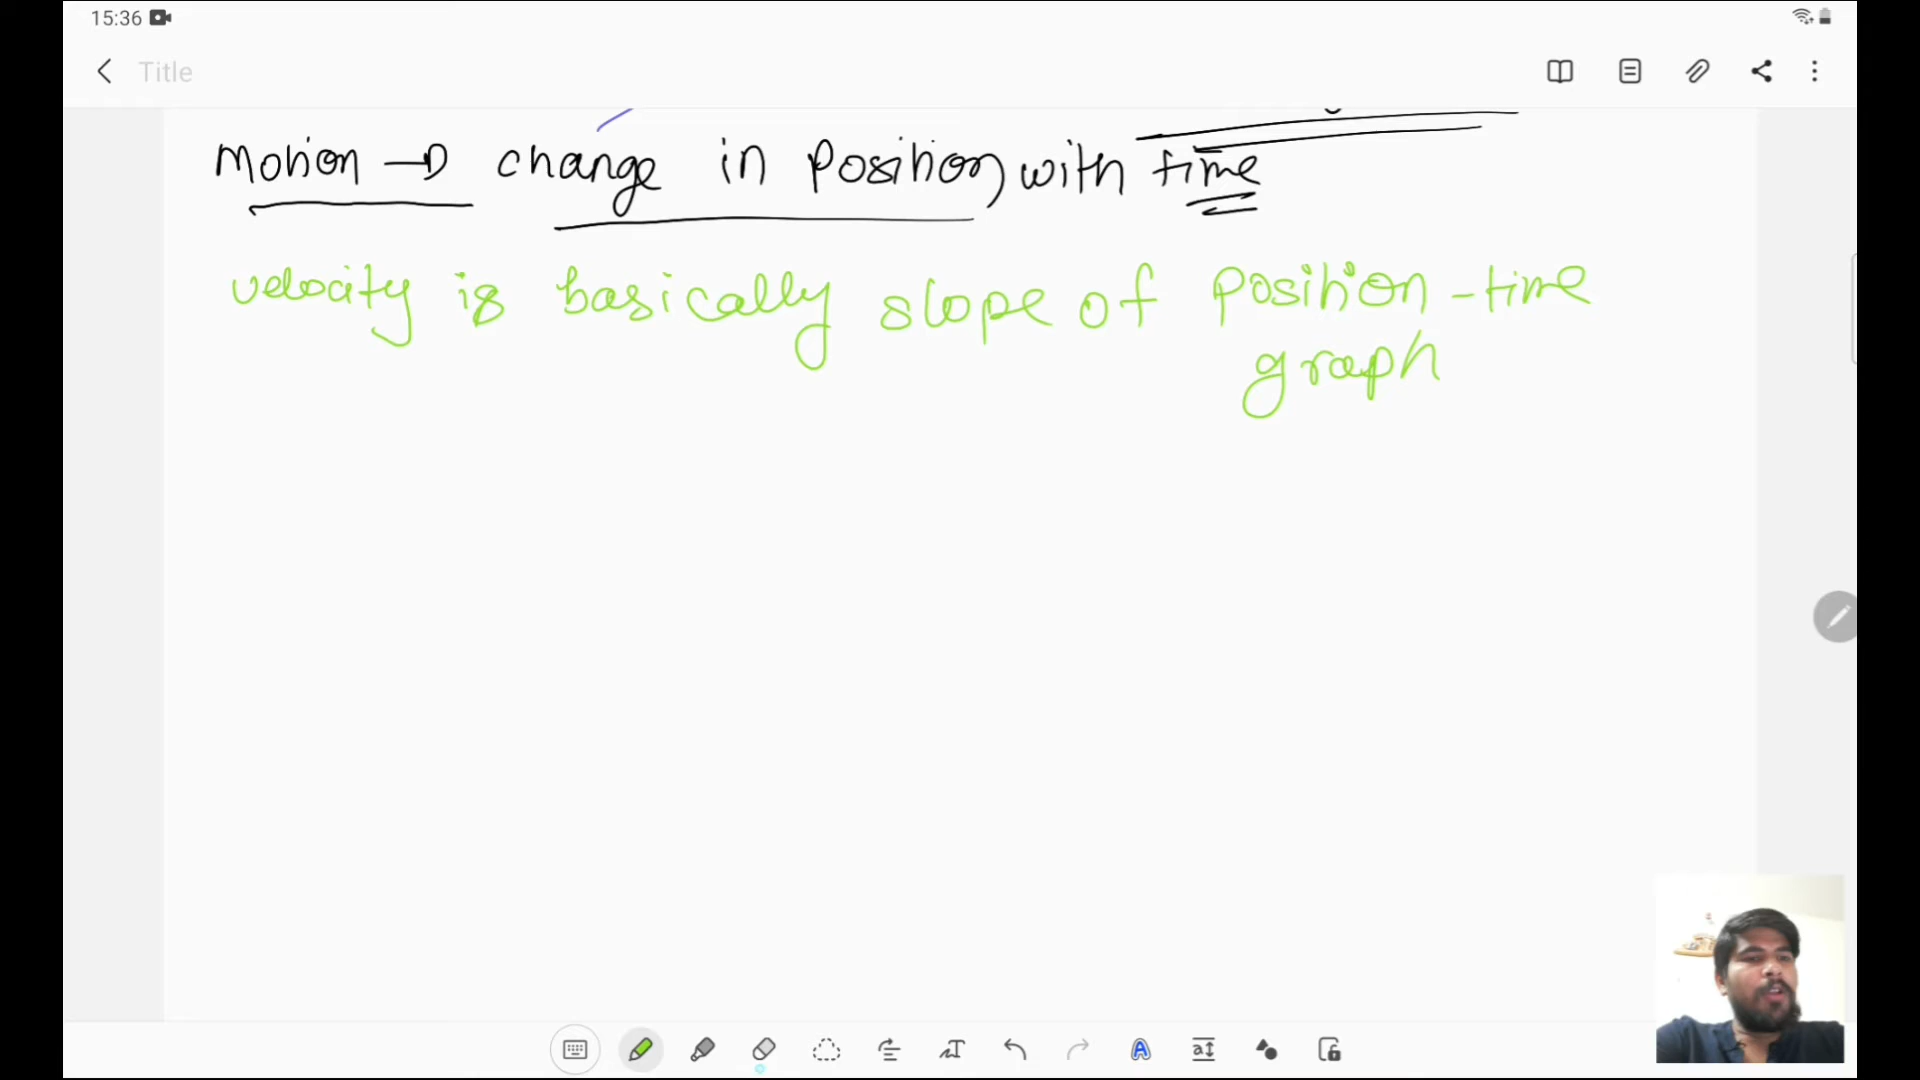 15:36
Title
Motion → change in Position with time
velocity is basically slope of position-time
graph